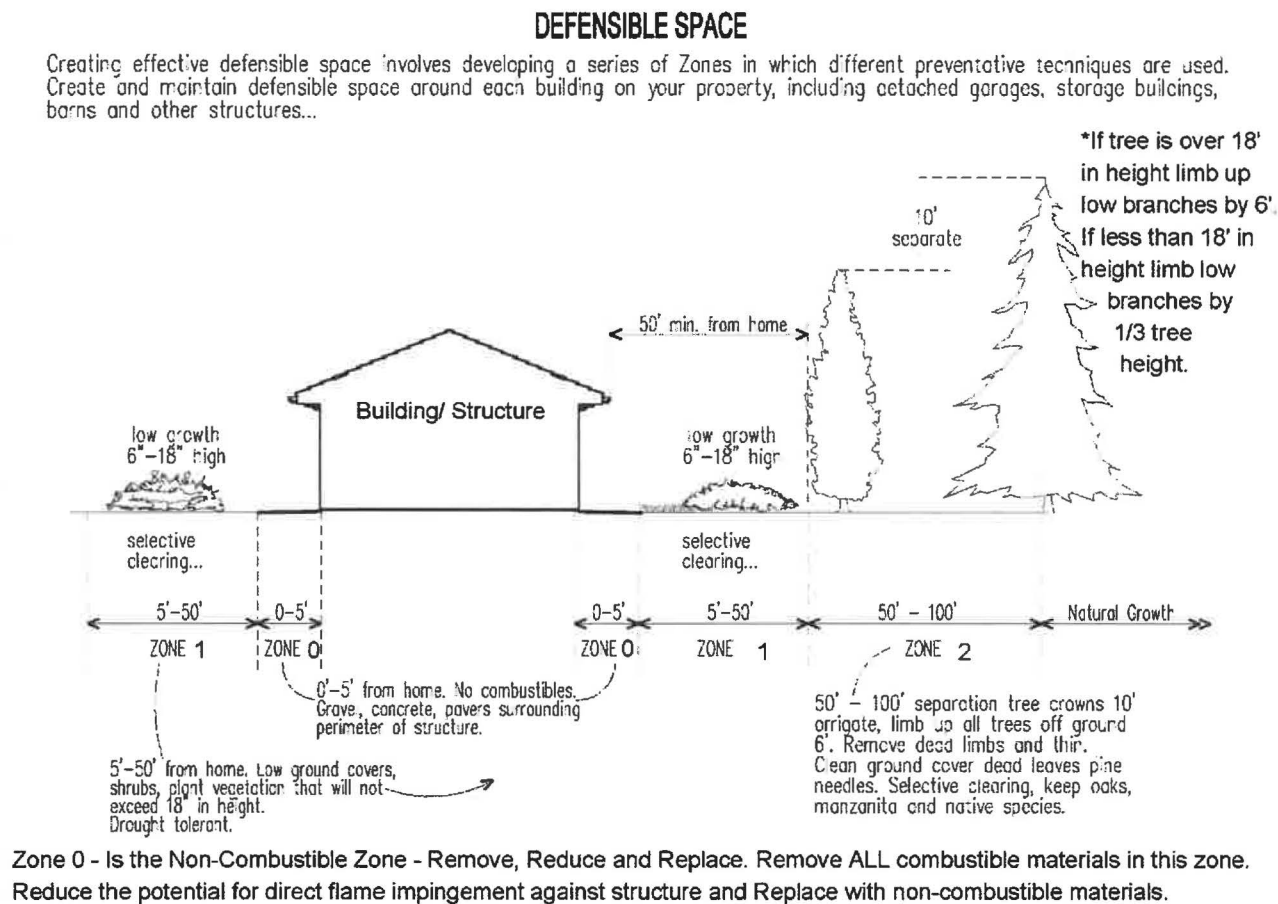 DEFENSIBLE SPACE
Creating effective defensible space involves developing a series of Zones in which different preventative techniques are used.
Create and maintain defensible space around each building on your property, including detached garages, storage buildings,
barns and other structures...
*If tree is over 18'
in height limb up
low branches by 6'.
If less than 18' in
height limb low
branches by
1/3 tree
height.
10'
separate
50' min. from home
Building/ Structure
low growth
6"-18" high
low growth
6"-18" high
selective
clearing...
selective
clearing...
5'-50'
0-5'
0-5'
5'-50'
50' - 100'
Natural Growth
ZONE 1
ZONE 0
ZONE 0
ZONE 1
ZONE 2
0'-5' from home. No combustibles.
Gravel, concrete, pavers surrounding
perimeter of structure.
5'-50' from home. Low ground covers,
shrubs, plant vegetation that will not
exceed 18" in height.
Drought tolerant.
50' - 100' separation tree crowns 10'
orrigate, limb up all trees off ground
6'. Remove dead limbs and thin.
Clean ground cover dead leaves pine
needles. Selective clearing, keep oaks,
manzanita and native species.
Zone 0 - Is the Non-Combustible Zone - Remove, Reduce and Replace. Remove ALL combustible materials in this zone.
Reduce the potential for direct flame impingement against structure and Replace with non-combustible materials.